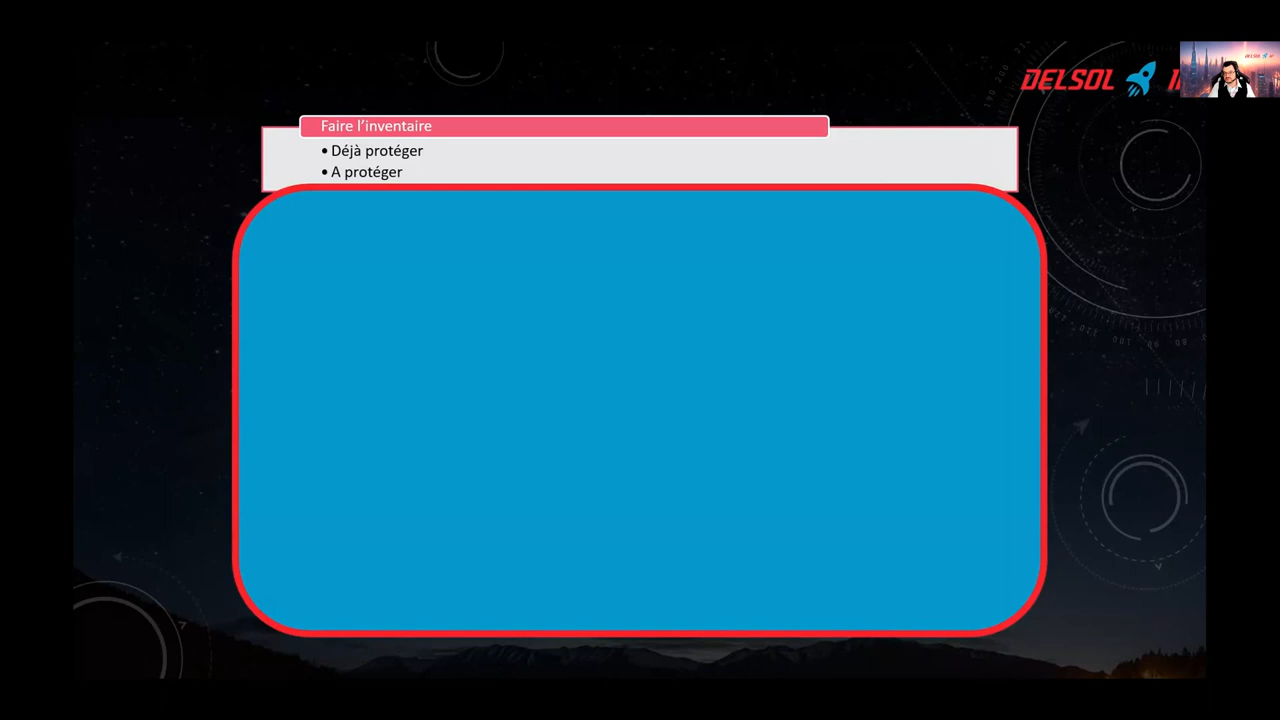 DELSOL
Faire l'inventaire
• Déjà protéger
• A protéger